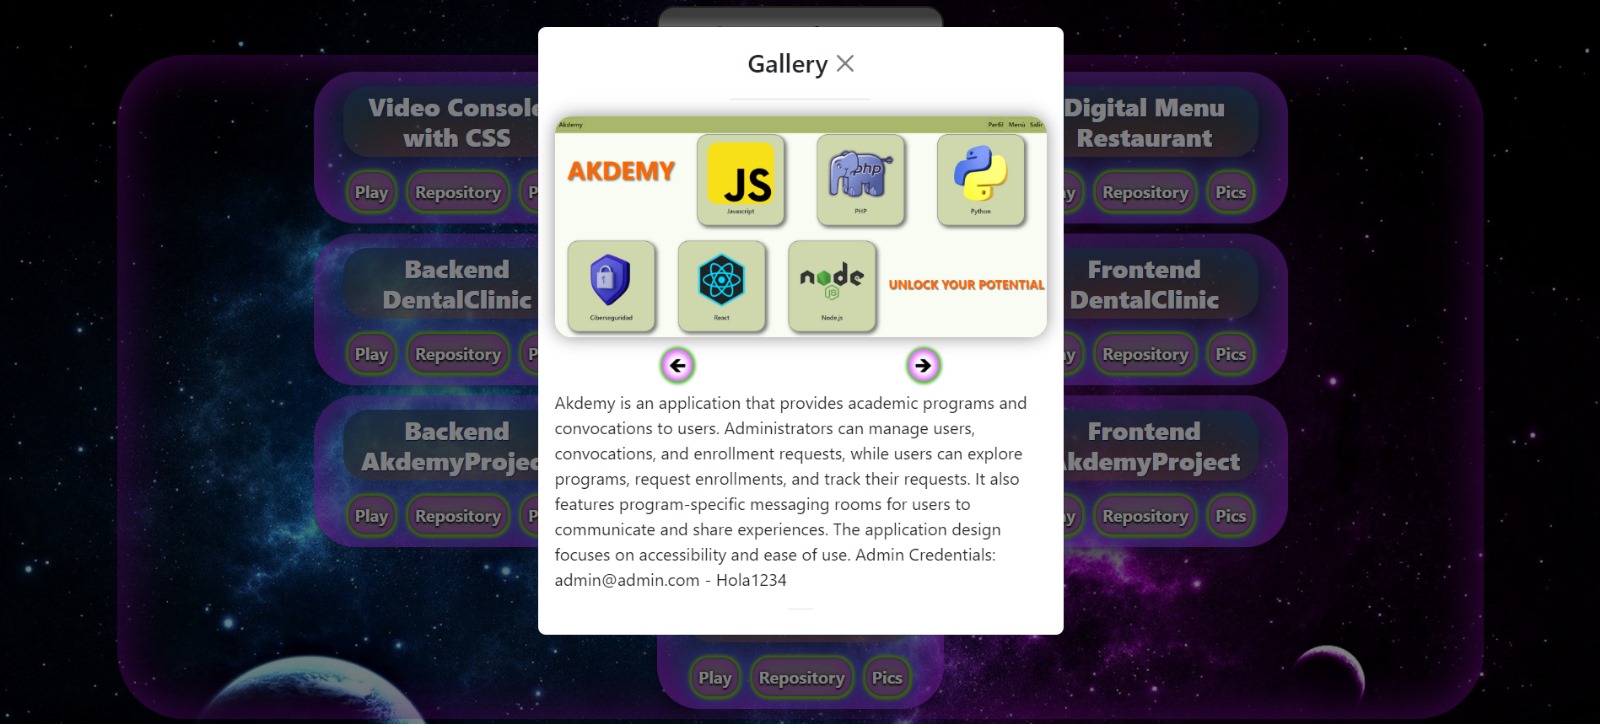 Gallery
Video Console
with CSS
Play
Repository
Digital Menu
Restaurant
Repository
Pics
Akdemy
Perfil Menú Salir
AKDEMY
JS
Javascript
php
PHP
Python
Ciberseguridad
React
node
JS
Node.js
UNLOCK YOUR POTENTIAL
Backend
DentalClinic
Play
Repository
Frontend
DentalClinic
Repository
Pics
Akdemy is an application that provides academic programs and
convocations to users. Administrators can manage users,
convocations, and enrollment requests, while users can explore
programs, request enrollments, and track their requests. It also
features program-specific messaging rooms for users to
communicate and share experiences. The application design
focuses on accessibility and ease of use. Admin Credentials:
admin@admin.com - Hola1234
Backend
AkdemyProjec
Play
Repository
Frontend
kdemyProject
Repository
Pics
Play
Repository
Pics